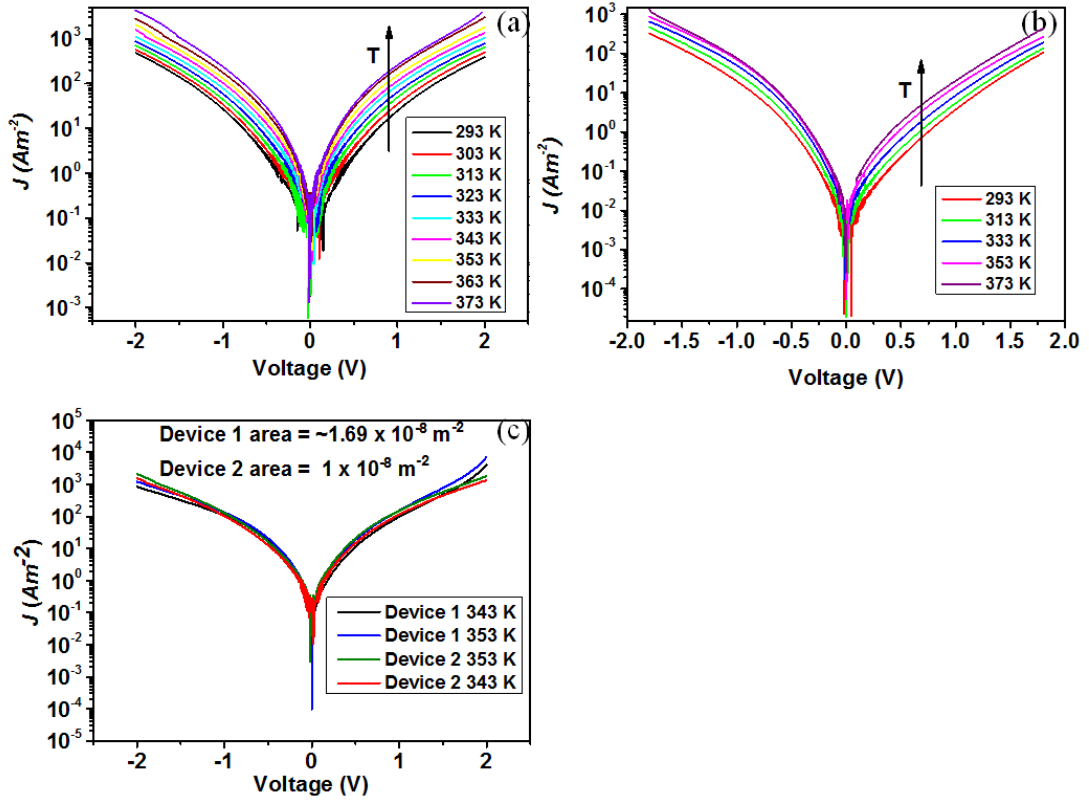 (a)
J (Am⁻²)
10³
10²
10¹
10⁰
10⁻¹
10⁻²
10⁻³
T
293 K
303 K
313 K
323 K
333 K
343 K
353 K
363 K
373 K
-2 -1 0 1 2
Voltage (V)
(b)
J (Am⁻²)
10³
10²
10¹
10⁰
10⁻¹
10⁻²
10⁻³
10⁻⁴
T
293 K
313 K
333 K
353 K
373 K
-2.0 -1.5 -1.0 -0.5 0.0 0.5 1.0 1.5 2.0
Voltage (V)
(c)
Device 1 area = ~1.69 x 10⁻⁸ m⁻²
Device 2 area = 1 x 10⁻⁸ m⁻²
J (Am⁻²)
10⁵
10⁴
10³
10²
10¹
10⁰
10⁻¹
10⁻²
10⁻³
10⁻⁴
10⁻⁵
Device 1 343 K
Device 1 353 K
Device 2 353 K
Device 2 343 K
-2 -1 0 1 2
Voltage (V)